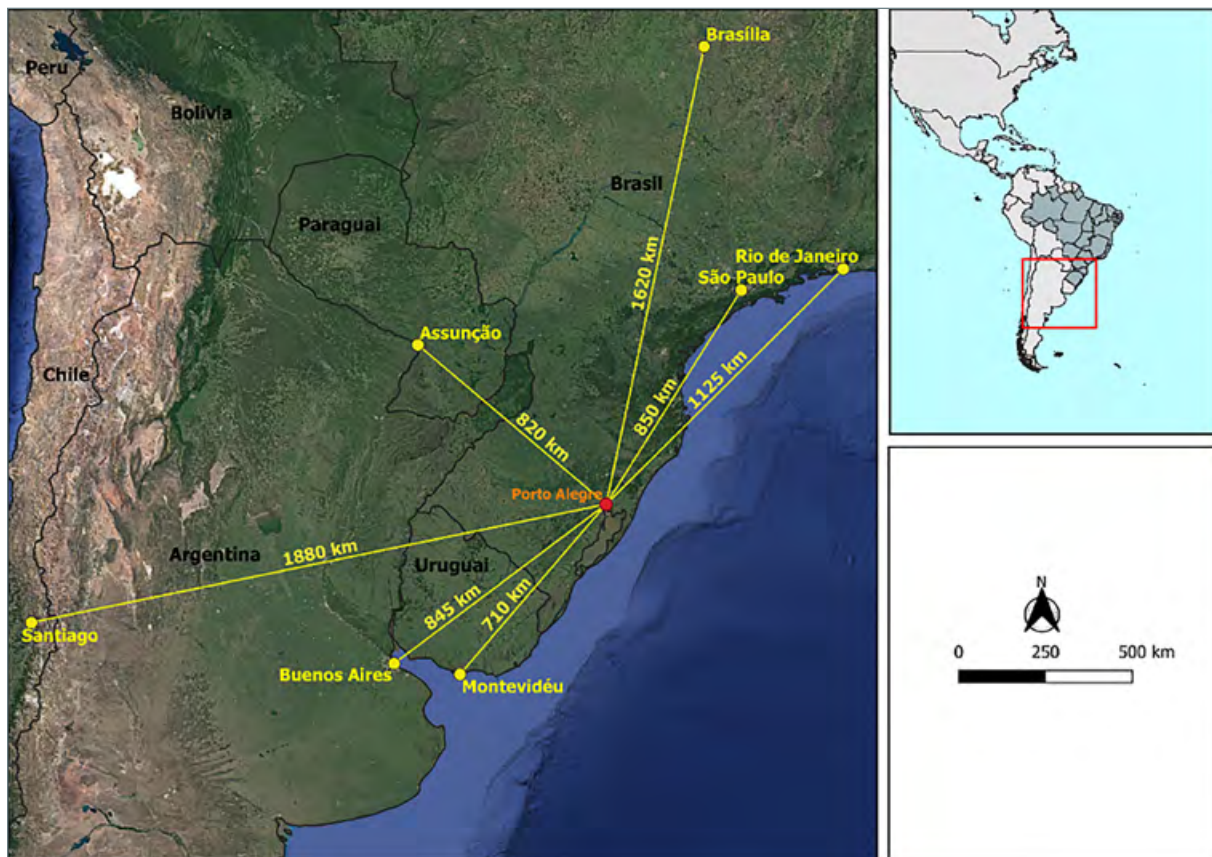 Brasília
Peru
Bolívia
Brasil
Paraguai
Rio de Janeiro
São Paulo
1620 km
Assunção
Chile
1125 km
850 km
820 km
Porto Alegre
Argentina
1880 km
Uruguai
845 km
710 km
Santiago
Buenos Aires
Montevidéu
N
0 250 500 km